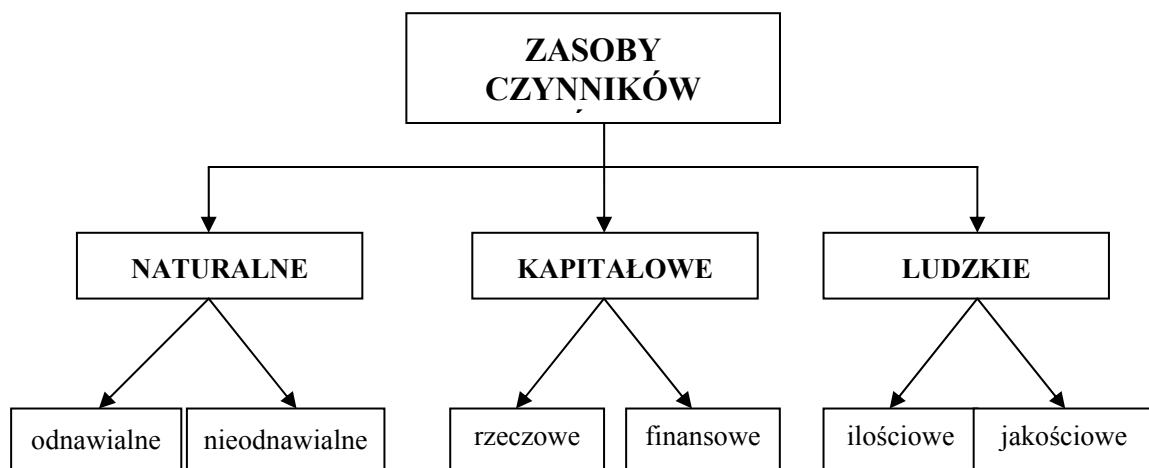 ZASOBY
CZYNNIKÓW
NATURALNE
KAPITAŁOWE
LUDZKIE
odnawialne
nieodnawialne
rzeczowe
finansowe
ilościowe
jakościowe